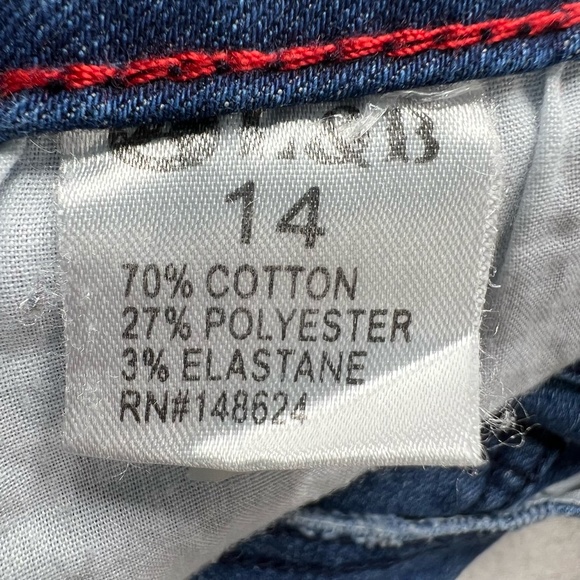 14
70% COTTON
27% POLYESTER
3% ELASTANE
RN#148624